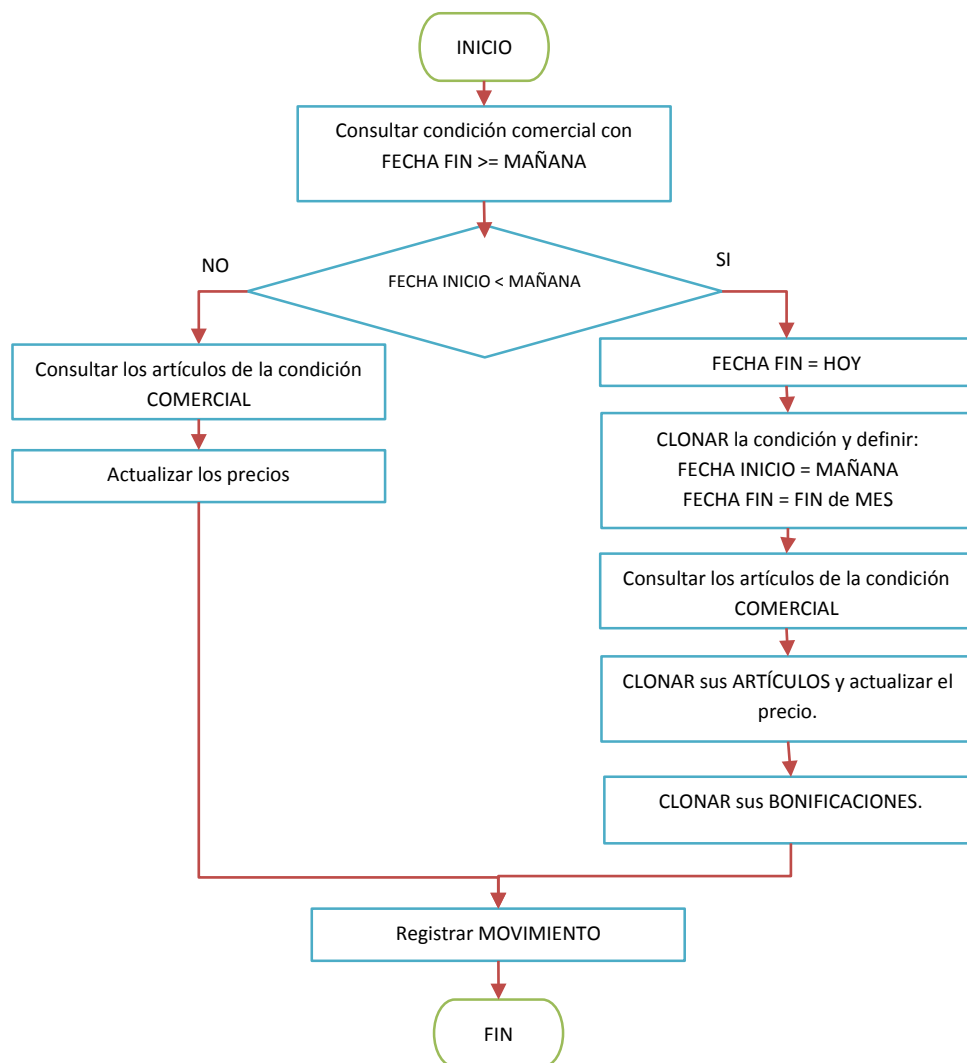 INICIO
Consultar condición comercial con
FECHA FIN >= MAÑANA
FECHA INICIO < MAÑANA
NO
SI
Consultar los artículos de la condición
COMERCIAL
Actualizar los precios
FECHA FIN = HOY
CLONAR la condición y definir:
FECHA INICIO = MAÑANA
FECHA FIN = FIN de MES
Consultar los artículos de la condición
COMERCIAL
CLONAR sus ARTÍCULOS y actualizar el
precio.
CLONAR sus BONIFICACIONES.
Registrar MOVIMIENTO
FIN